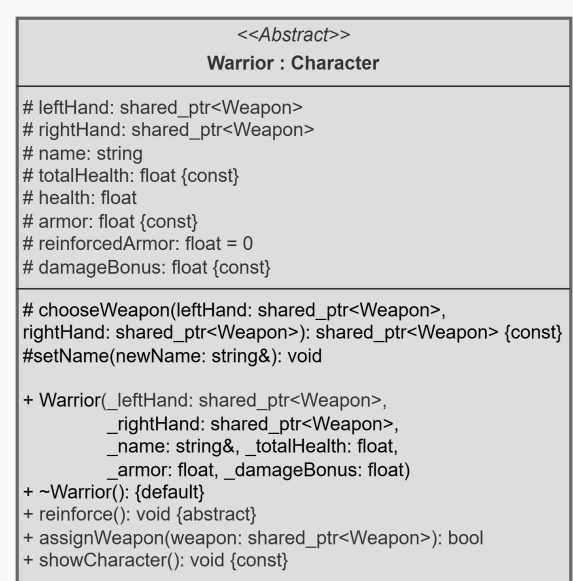 <<Abstract>>
Warrior : Character
# leftHand: shared_ptr<Weapon>
# rightHand: shared_ptr<Weapon>
# name: string
# totalHealth: float {const}
# health: float
# armor: float {const}
# reinforcedArmor: float = 0
# damageBonus: float {const}
# chooseWeapon(leftHand: shared_ptr<Weapon>,
rightHand: shared_ptr<Weapon>): shared_ptr<Weapon> {const}
#setName(newName: string&): void
+ Warrior(_leftHand: shared_ptr<Weapon>,
_rightHand: shared_ptr<Weapon>,
_name: string&, _totalHealth: float,
_armor: float, _damageBonus: float)
+ ~Warrior(): {default}
+ reinforce(): void {abstract}
+ assignWeapon(weapon: shared_ptr<Weapon>): bool
+ showCharacter(): void {const}